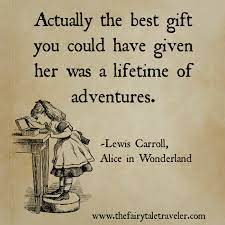 Actually the best gift
you could have given
her was a lifetime of
adventures.
-Lewis Carroll,
Alice in Wonderland
www.thefairytaletraveler.com